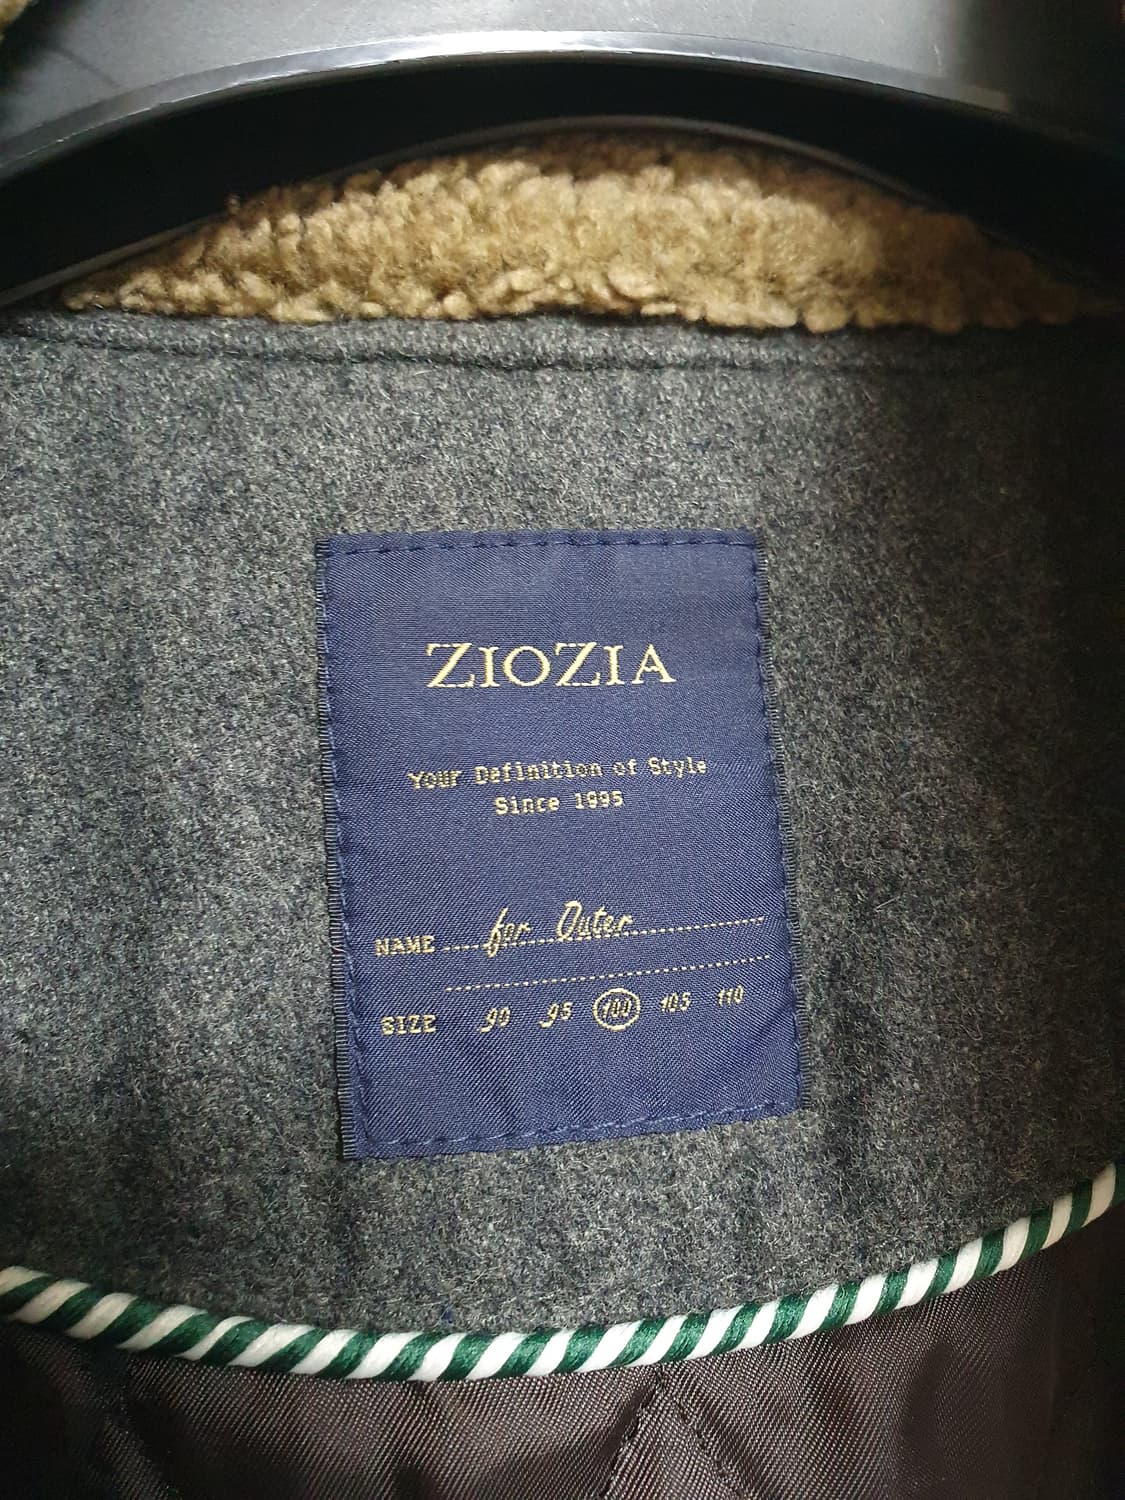 ZIOZIA
Your Definition of Style
Since 1995
NAME for Outer
SIZE 90 95 100 105 110